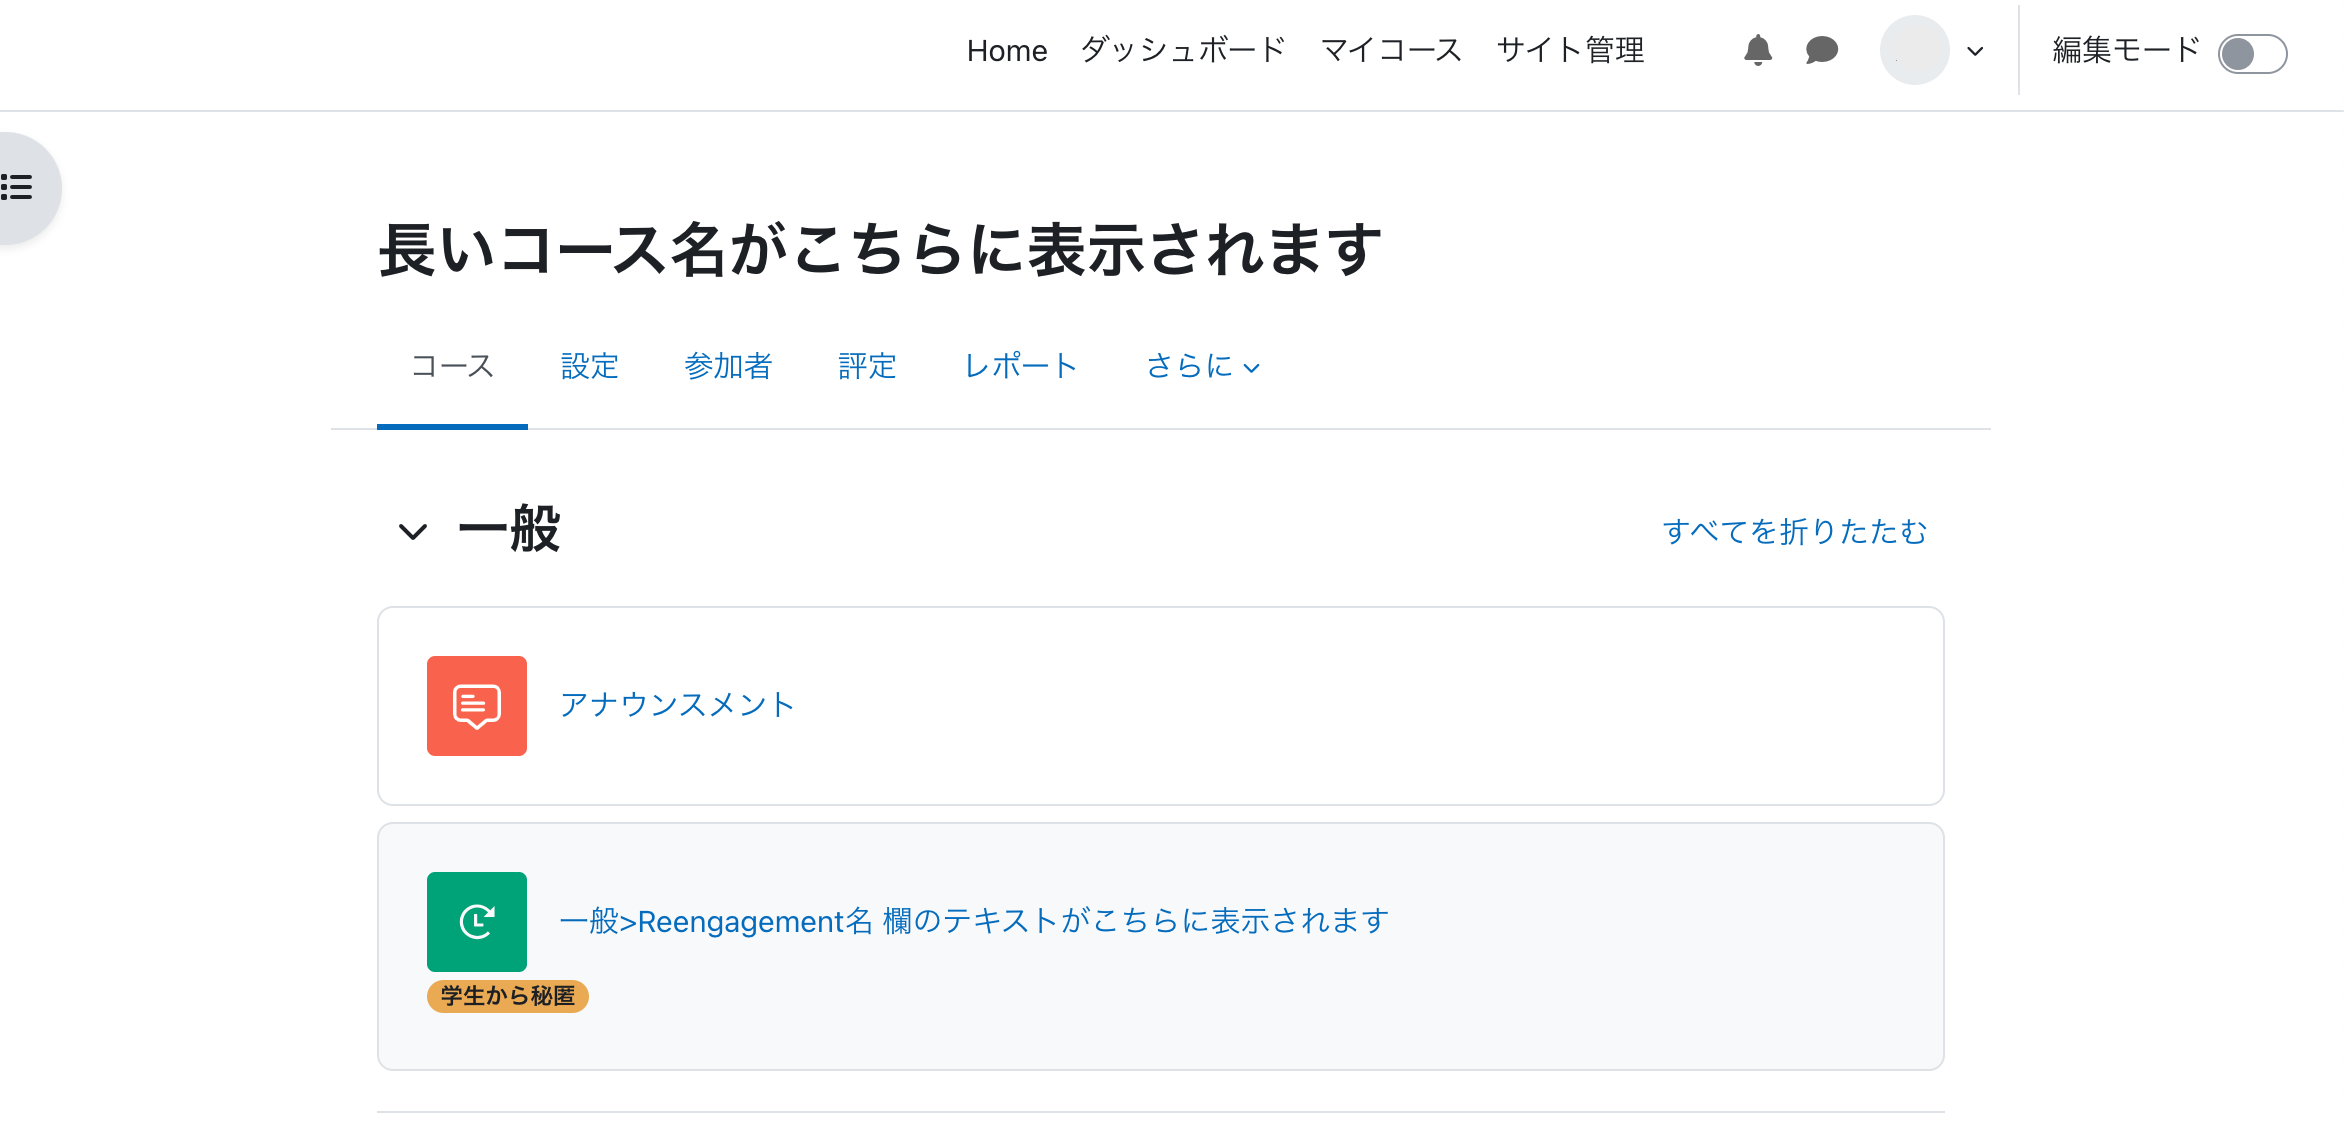 Home ダッシュボード マイコース サイト管理 編集モード
長いコース名がこちらに表示されます
コース 設定 参加者 評定 レポート さらに
一般 すべてを折りたたむ
アナウンスメント
一般>Reengagement名 欄のテキストがこちらに表示されます
学生から秘匿